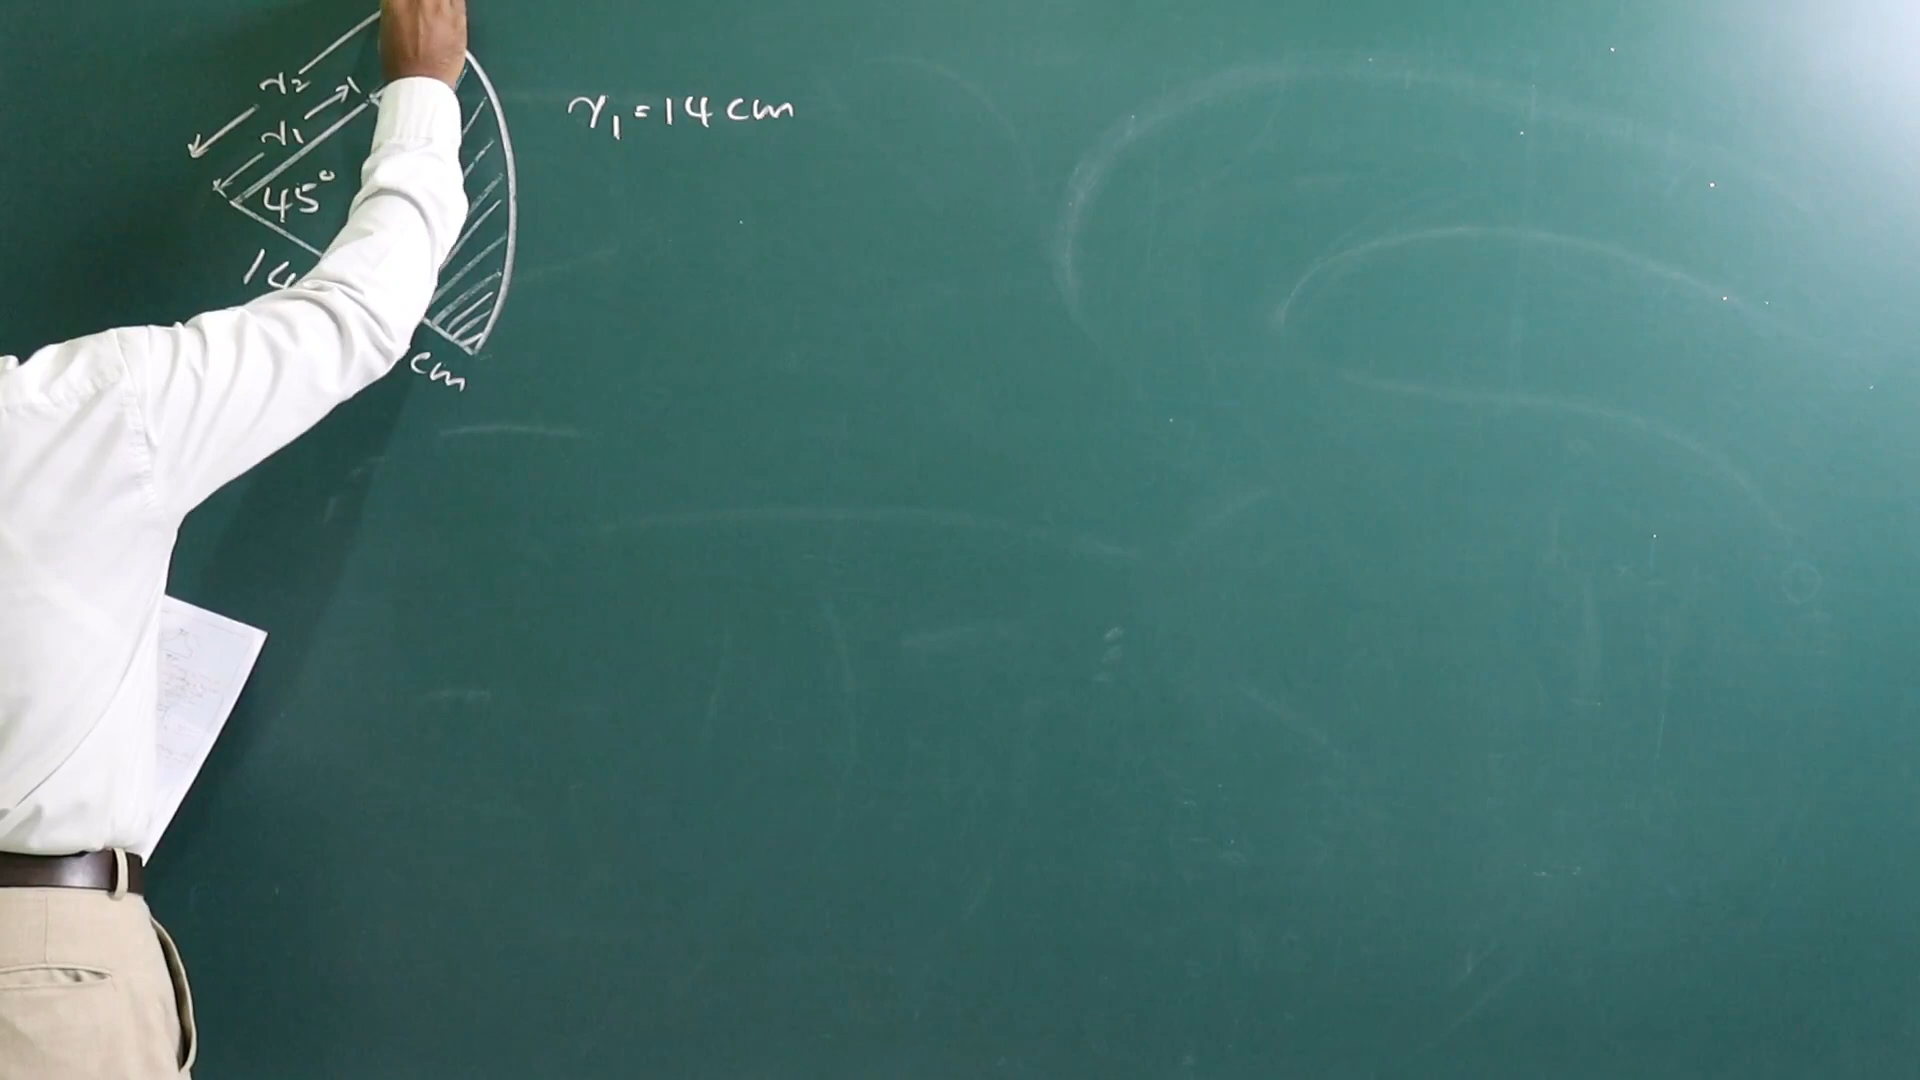 r₂
r₁
45°
14
cm
r₁ = 14 cm